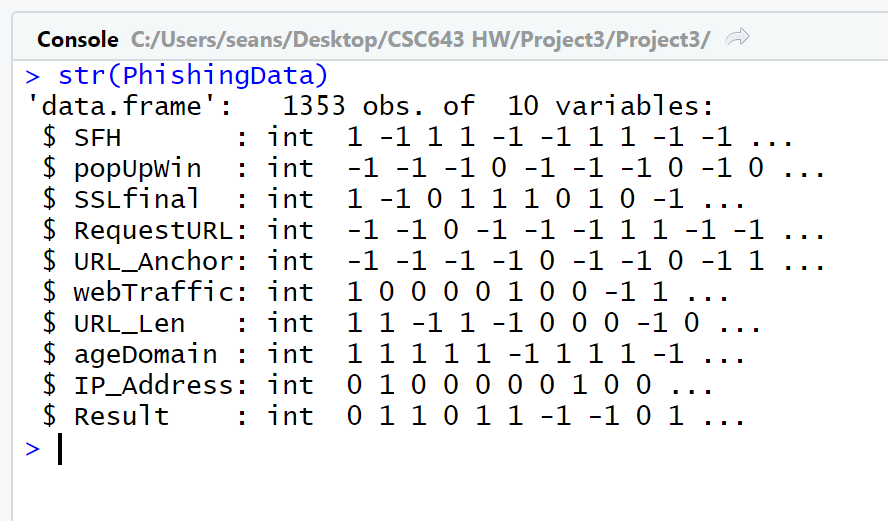 Console C:/Users/seans/Desktop/CSC643 HW/Project3/Project3/
> str(PhishingData)
'data.frame':   1353 obs. of  10 variables:
 $ SFH       : int  1 -1 1 1 -1 -1 1 1 -1 -1 ...
 $ popUpWin  : int  -1 -1 -1 0 -1 -1 -1 0 -1 0 ...
 $ SSLfinal  : int  1 -1 0 1 1 1 0 1 0 -1 ...
 $ RequestURL: int  -1 -1 0 -1 -1 -1 1 1 -1 -1 ...
 $ URL_Anchor: int  -1 -1 -1 -1 0 -1 -1 0 -1 1 ...
 $ webTraffic: int  1 0 0 0 0 1 0 0 -1 1 ...
 $ URL_Len   : int  1 1 -1 1 -1 0 0 0 -1 0 ...
 $ ageDomain : int  1 1 1 1 1 -1 1 1 1 -1 ...
 $ IP_Address: int  0 1 0 0 0 0 0 1 0 0 ...
 $ Result    : int  0 1 1 0 1 1 -1 -1 0 1 ...
>